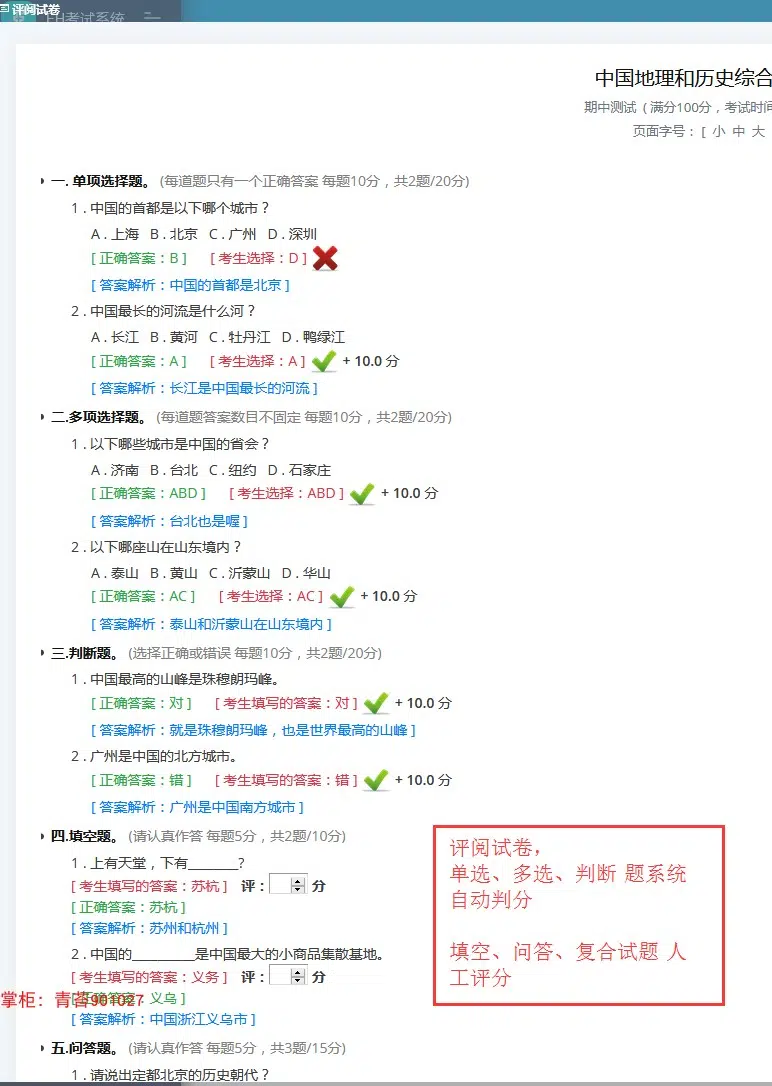 评阅试卷
FH考试系统
中国地理和历史综合
期中测试（满分100分，考试时间
页面字号：[ 小 中 大
一. 单项选择题。 (每道题只有一个正确答案 每题10分，共2题/20分)
1 . 中国的首都是以下哪个城市？
A . 上海 B . 北京 C . 广州 D . 深圳
[ 正确答案：B ] [ 考生选择：D ]
[ 答案解析：中国的首都是北京 ]
2 . 中国最长的河流是什么河？
A . 长江 B . 黄河 C . 牡丹江 D . 鸭绿江
[ 正确答案：A ] [ 考生选择：A ] + 10.0 分
[ 答案解析：长江是中国最长的河流 ]
二.多项选择题。 (每道题答案数目不固定 每题10分，共2题/20分)
1 . 以下哪些城市是中国的省会？
A . 济南 B . 台北 C . 纽约 D . 石家庄
[ 正确答案：ABD ] [ 考生选择：ABD ] + 10.0 分
[ 答案解析：台北也是喔 ]
2 . 以下哪座山在山东境内？
A . 泰山 B . 黄山 C . 沂蒙山 D . 华山
[ 正确答案：AC ] [ 考生选择：AC ] + 10.0 分
[ 答案解析：泰山和沂蒙山在山东境内 ]
三.判断题。 (选择正确或错误 每题10分，共2题/20分)
1 . 中国最高的山峰是珠穆朗玛峰。
[ 正确答案：对 ] [ 考生填写的答案：对 ] + 10.0 分
[ 答案解析：就是珠穆朗玛峰，也是世界最高的山峰 ]
2 . 广州是中国的北方城市。
[ 正确答案：错 ] [ 考生填写的答案：错 ] + 10.0 分
[ 答案解析：广州是中国南方城市 ]
四.填空题。 (请认真作答 每题5分，共2题/10分)
1 . 上有天堂，下有________?
[ 考生填写的答案：苏杭 ] 评： 分
[ 正确答案：苏杭 ]
[ 答案解析：苏州和杭州 ]
2 . 中国的__________是中国最大的小商品集散基地。
[ 考生填写的答案：义务 ] 评： 分
[ 正确答案：义乌 ]
掌柜：青苔901027
[ 答案解析：中国浙江义乌市 ]
评阅试卷，
单选、多选、判断 题系统
自动判分
填空、问答、复合试题 人
工评分
五.问答题。 (请认真作答 每题5分，共3题/15分)
1 . 请说出定都北京的历史朝代？